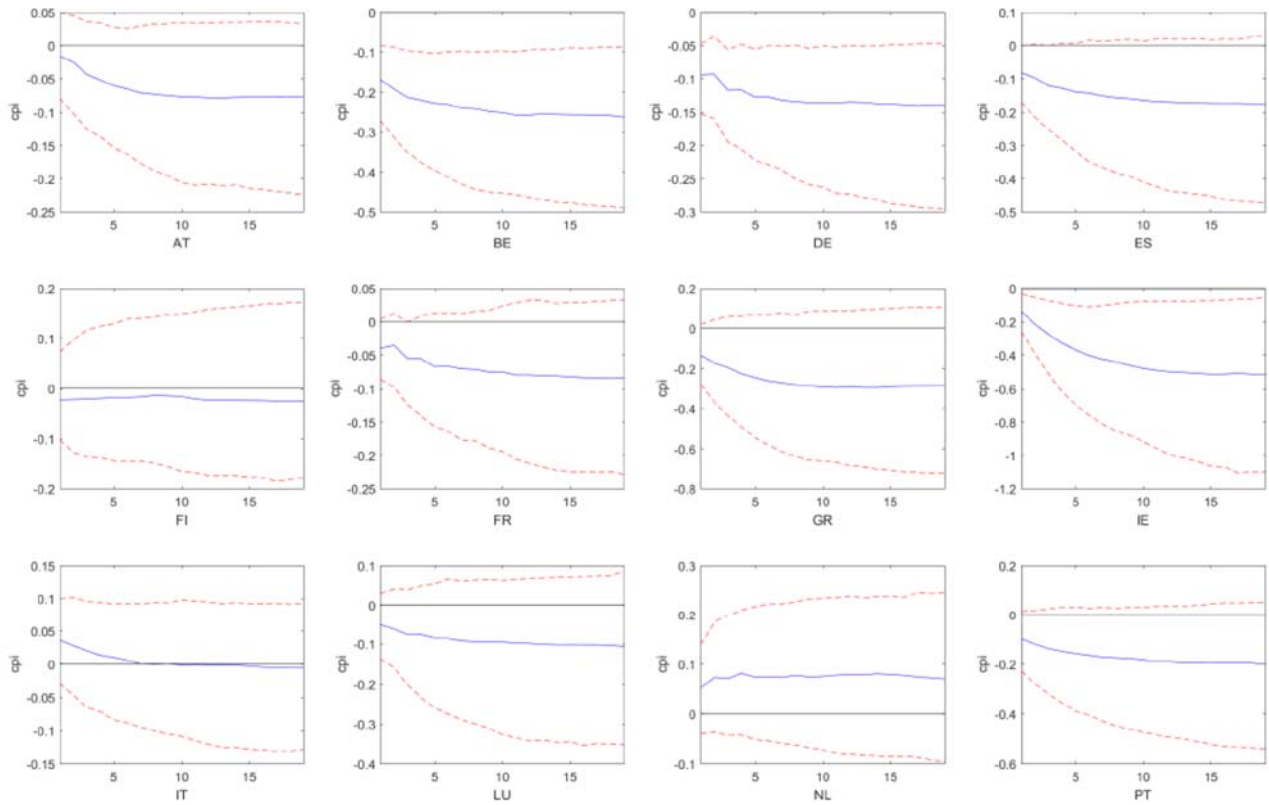 0.05
0
-0.05
-0.1
-0.15
-0.2
-0.25
cpi
5 10 15
AT
0
-0.1
-0.2
-0.3
-0.4
-0.5
cpi
5 10 15
BE
0
-0.05
-0.1
-0.15
-0.2
-0.25
-0.3
cpi
5 10 15
DE
0.1
0
-0.1
-0.2
-0.3
-0.4
-0.5
cpi
5 10 15
ES
0.2
0.1
0
-0.1
-0.2
cpi
5 10 15
FI
0.05
0
-0.05
-0.1
-0.15
-0.2
-0.25
cpi
5 10 15
FR
0.2
0
-0.2
-0.4
-0.6
-0.8
cpi
5 10 15
GR
0
-0.2
-0.4
-0.6
-0.8
-1
-1.2
cpi
5 10 15
IE
0.15
0.1
0.05
0
-0.05
-0.1
-0.15
cpi
5 10 15
IT
0.1
0
-0.1
-0.2
-0.3
-0.4
cpi
5 10 15
LU
0.3
0.2
0.1
0
-0.1
cpi
5 10 15
NL
0.2
0
-0.2
-0.4
-0.6
cpi
5 10 15
PT